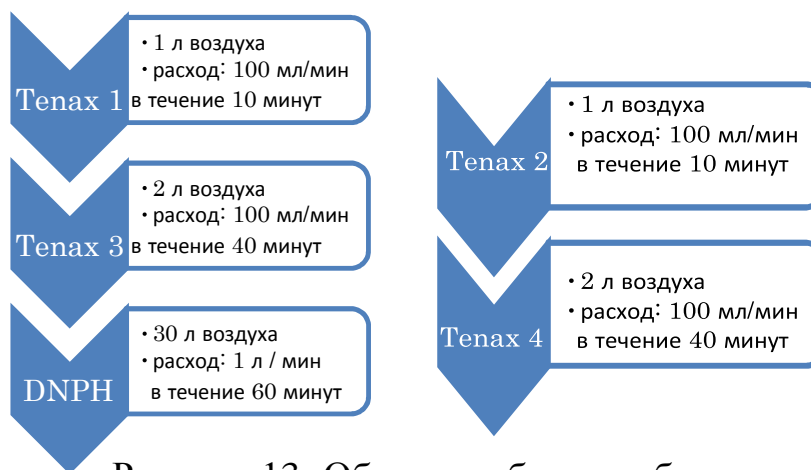 Tenax 1
· 1 л воздуха
· расход: 100 мл/мин
в течение 10 минут
Tenax 3
· 2 л воздуха
· расход: 100 мл/мин
в течение 40 минут
DNPH
· 30 л воздуха
· расход: 1 л / мин
в течение 60 минут
Tenax 2
· 1 л воздуха
· расход: 100 мл/мин
в течение 10 минут
Tenax 4
· 2 л воздуха
· расход: 100 мл/мин
в течение 40 минут
13